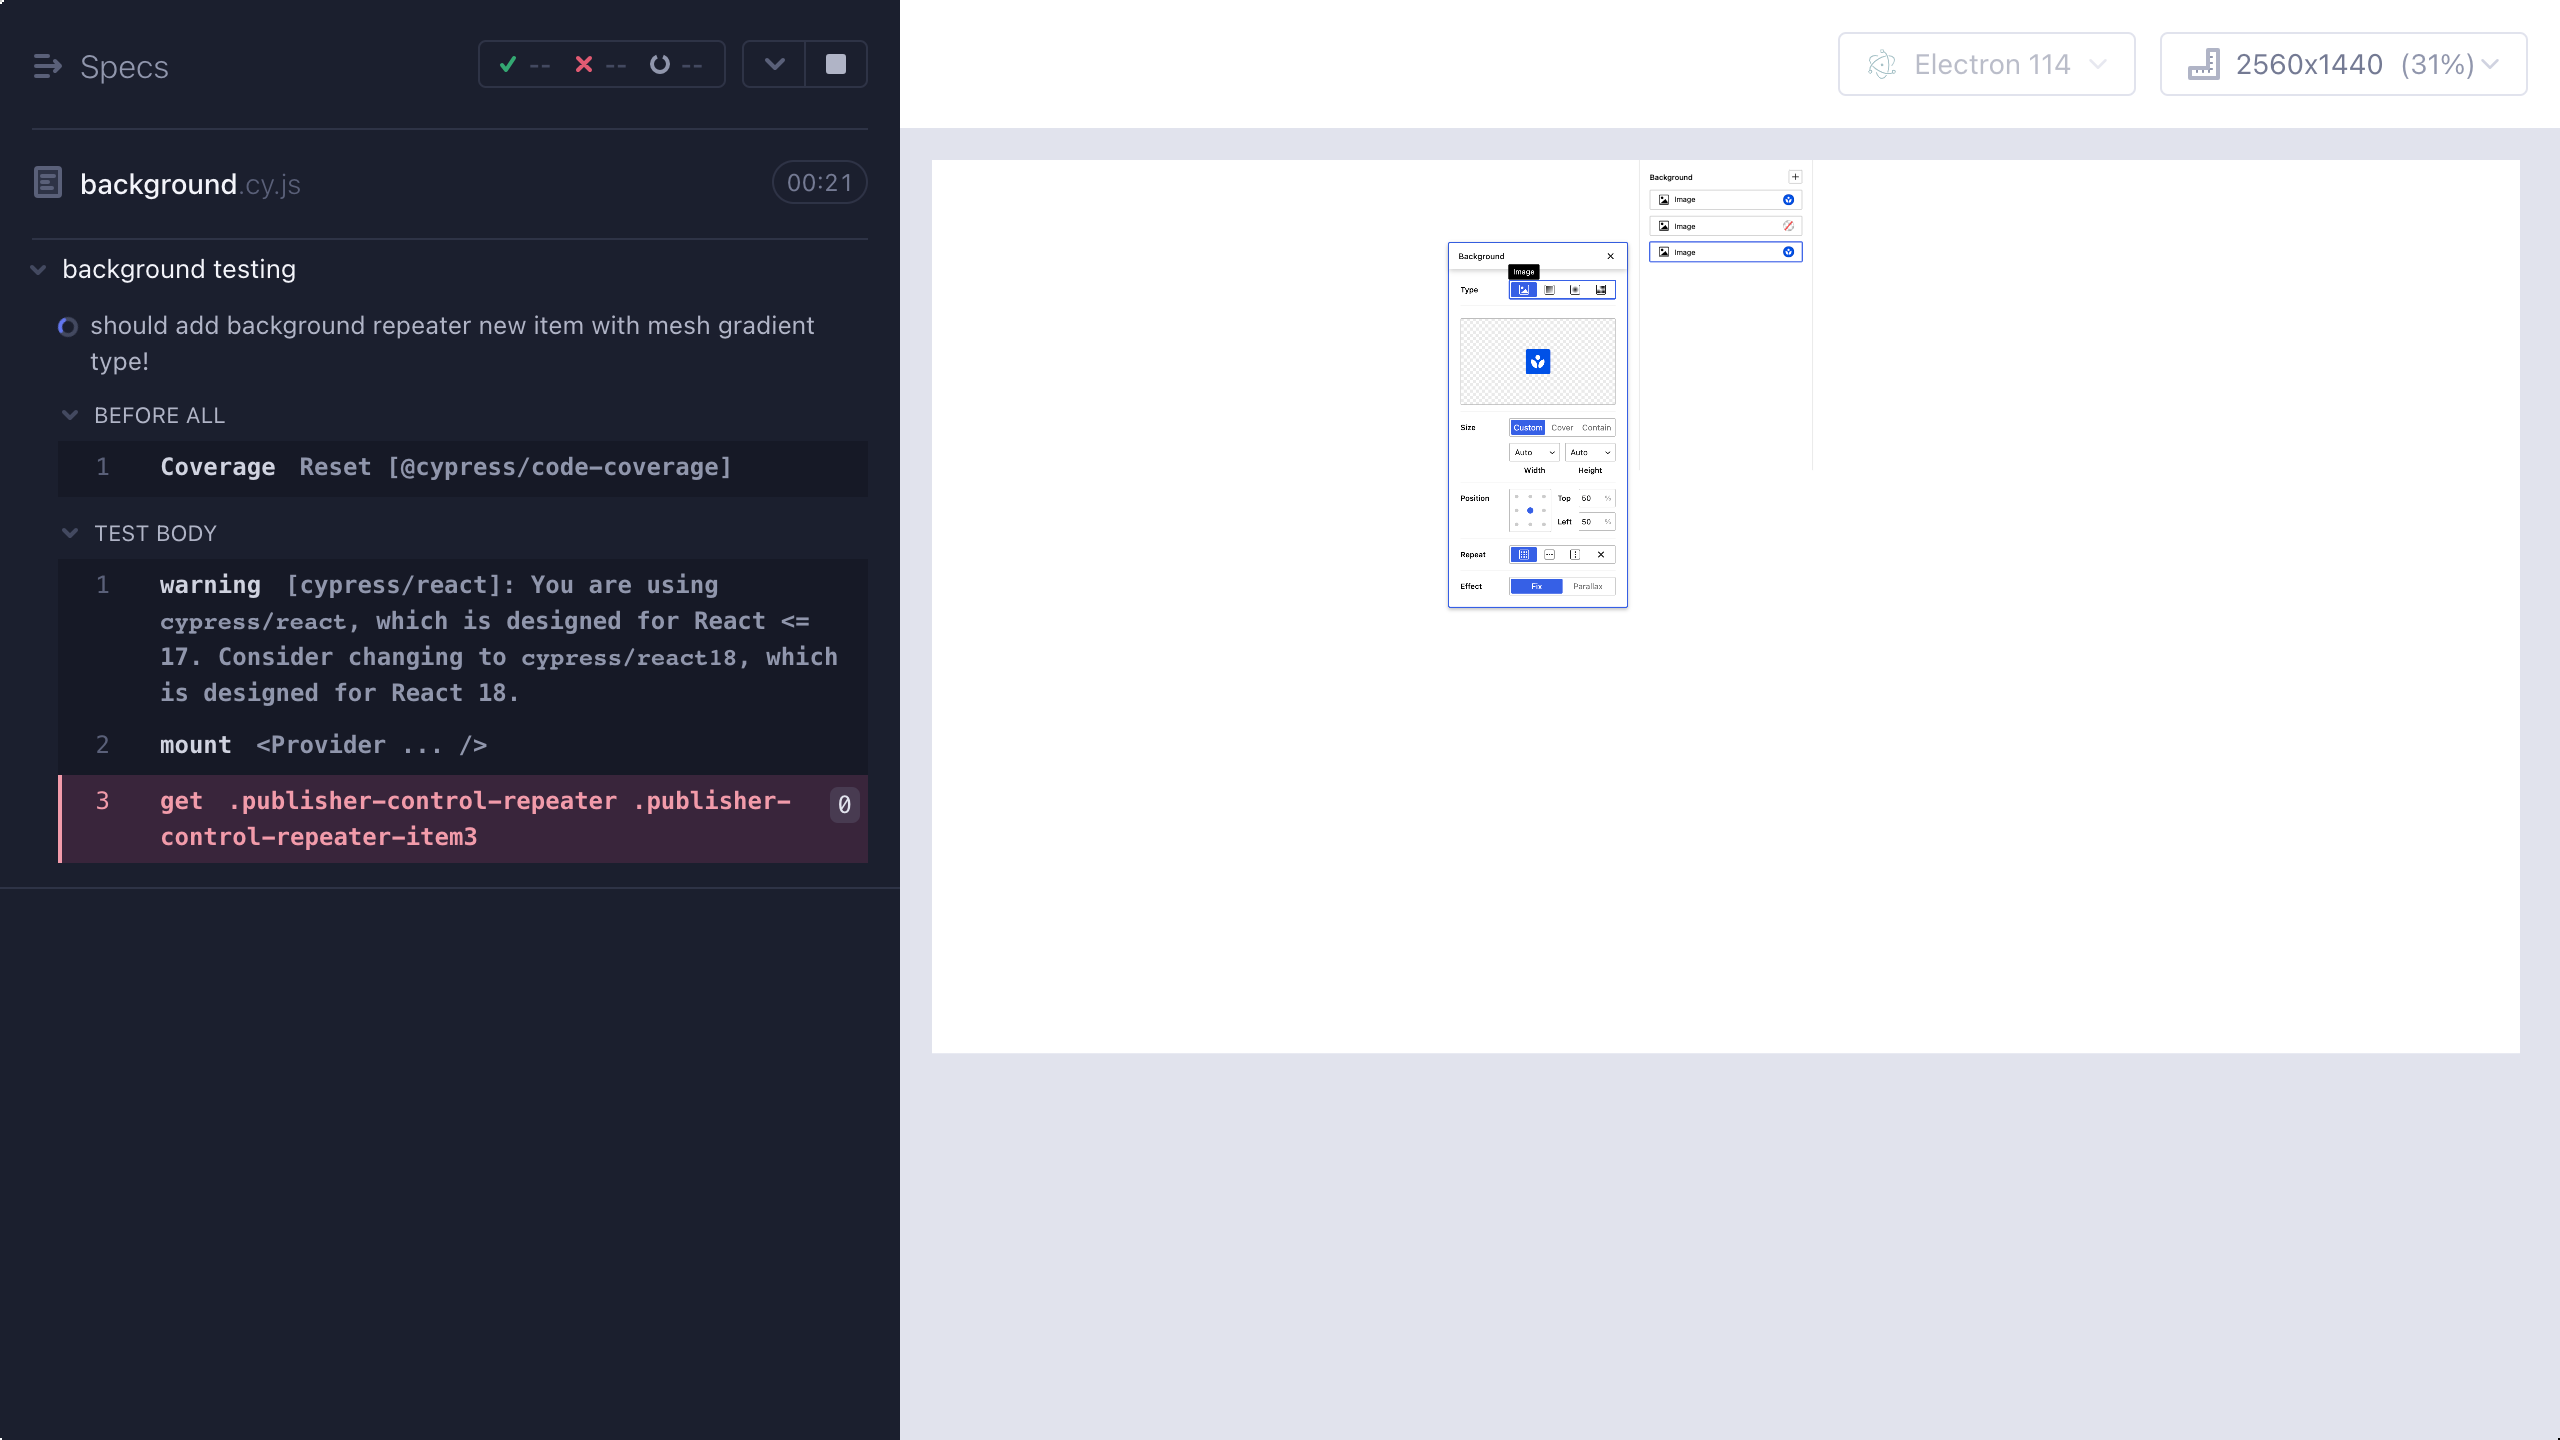 Specs
-- -- --
background.cy.js
00:21
background testing
should add background repeater new item with mesh gradient
type!
BEFORE ALL
1 Coverage Reset [@cypress/code-coverage]
TEST BODY
1 warning [cypress/react]: You are using
cypress/react, which is designed for React <=
17. Consider changing to cypress/react18, which
is designed for React 18.
2 mount <Provider ... />
3 get .publisher-control-repeater .publisher-
control-repeater-item3
0
Electron 114
2560x1440 (31%)
Background
Image
Image
Image
Background
Image
Type
Size
Custom Cover Contain
Auto Auto
Width Height
Position
Top 50 %
Left 50 %
Repeat
Effect
Fix Parallax